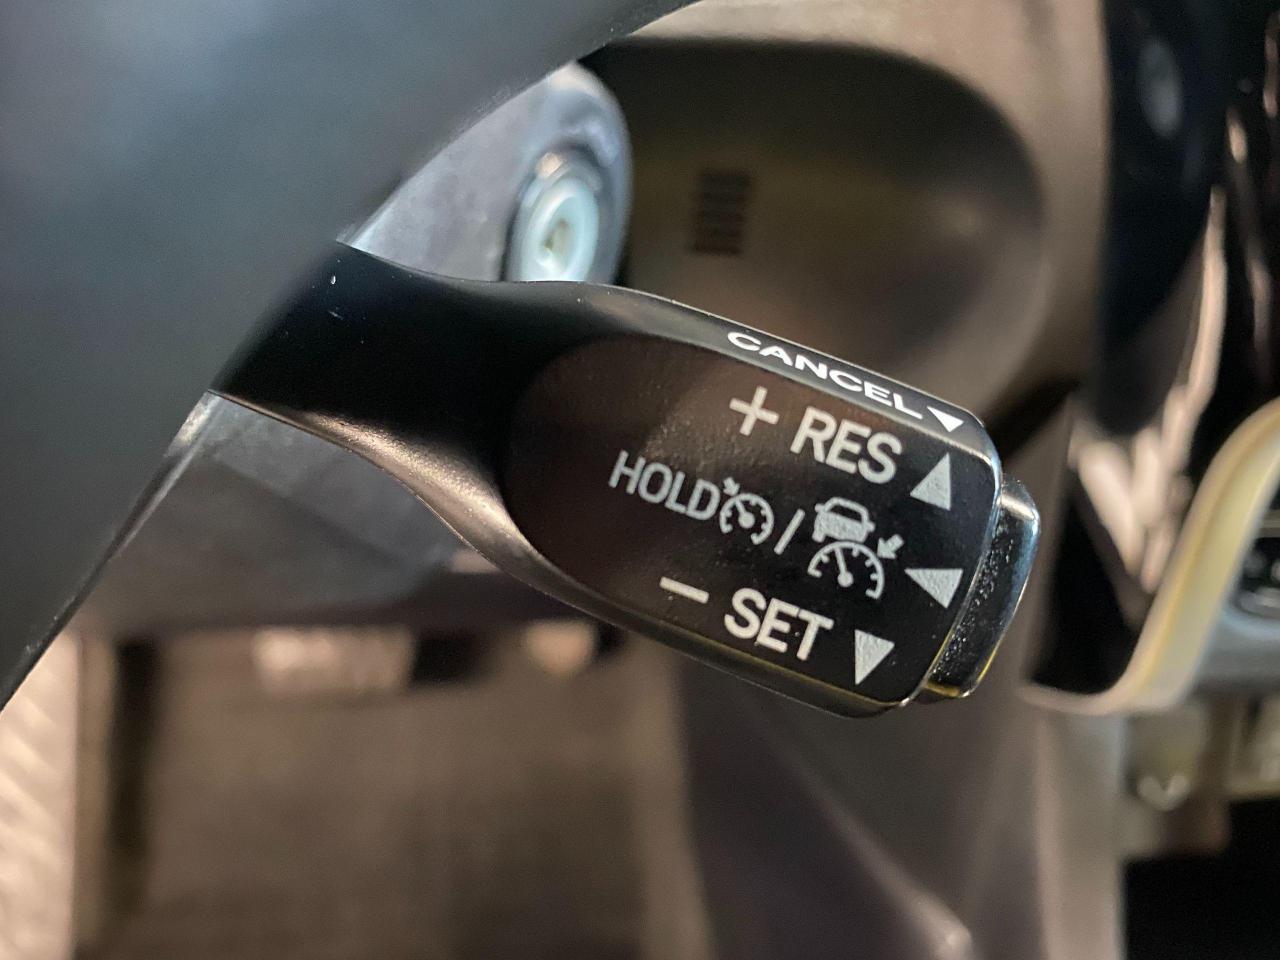 CANCEL
+ RES
HOLD /
− SET